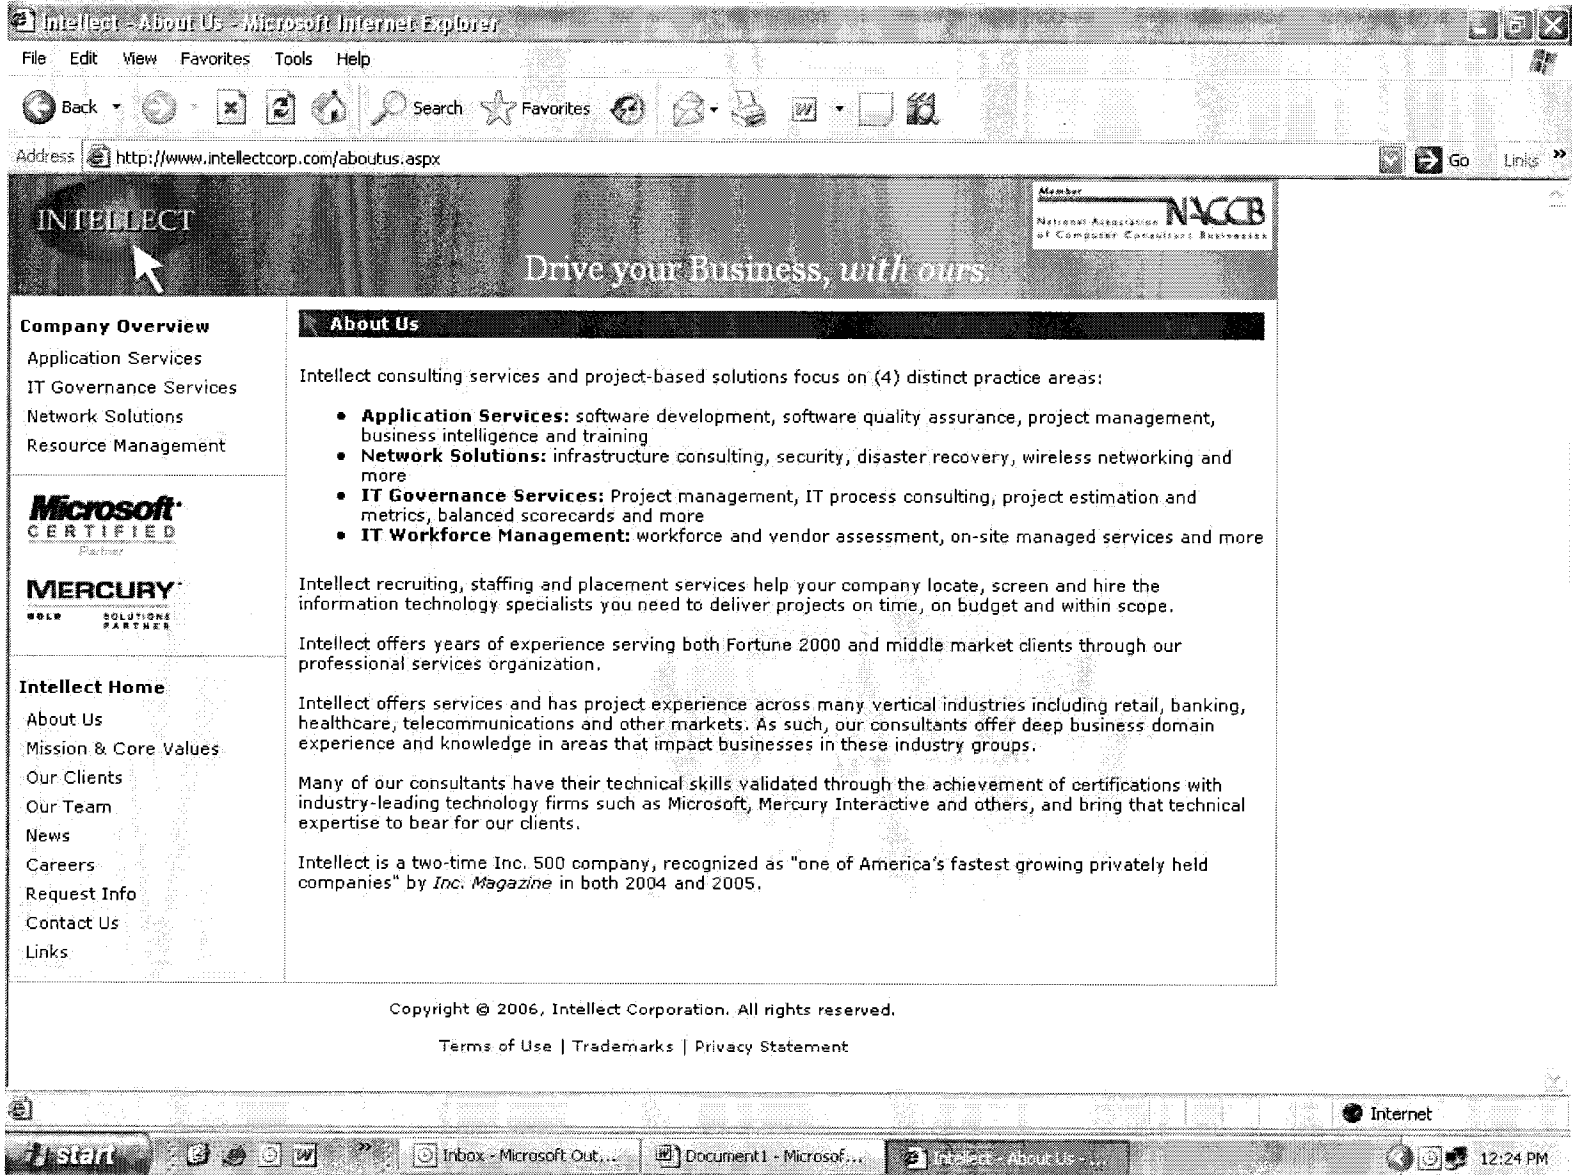 Intellect - About Us - Microsoft Internet Explorer
File Edit View Favorites Tools Help
Back Search Favorites
Address http://www.intellectcorp.com/aboutus.aspx Go Links »
INTELLECT
Drive your Business, with ours.
Member
NACCB
National Association
of Computer Consultant Businesses
Company Overview
Application Services
IT Governance Services
Network Solutions
Resource Management
Microsoft
CERTIFIED
Partner
MERCURY
GOLD SOLUTIONS
PARTNER
Intellect Home
About Us
Mission & Core Values
Our Clients
Our Team
News
Careers
Request Info
Contact Us
Links
About Us
Intellect consulting services and project-based solutions focus on (4) distinct practice areas:
• Application Services: software development, software quality assurance, project management,
business intelligence and training
• Network Solutions: infrastructure consulting, security, disaster recovery, wireless networking and
more
• IT Governance Services: Project management, IT process consulting, project estimation and
metrics, balanced scorecards and more
• IT Workforce Management: workforce and vendor assessment, on-site managed services and more
Intellect recruiting, staffing and placement services help your company locate, screen and hire the
information technology specialists you need to deliver projects on time, on budget and within scope.
Intellect offers years of experience serving both Fortune 2000 and middle market clients through our
professional services organization.
Intellect offers services and has project experience across many vertical industries including retail, banking,
healthcare, telecommunications and other markets. As such, our consultants offer deep business domain
experience and knowledge in areas that impact businesses in these industry groups.
Many of our consultants have their technical skills validated through the achievement of certifications with
industry-leading technology firms such as Microsoft, Mercury Interactive and others, and bring that technical
expertise to bear for our clients.
Intellect is a two-time Inc. 500 company, recognized as "one of America's fastest growing privately held
companies" by Inc. Magazine in both 2004 and 2005.
Copyright © 2006, Intellect Corporation. All rights reserved.
Terms of Use | Trademarks | Privacy Statement
Internet
start » Inbox - Microsoft Out... Document1 - Microsof... Intellect - About Us - ... 12:24 PM